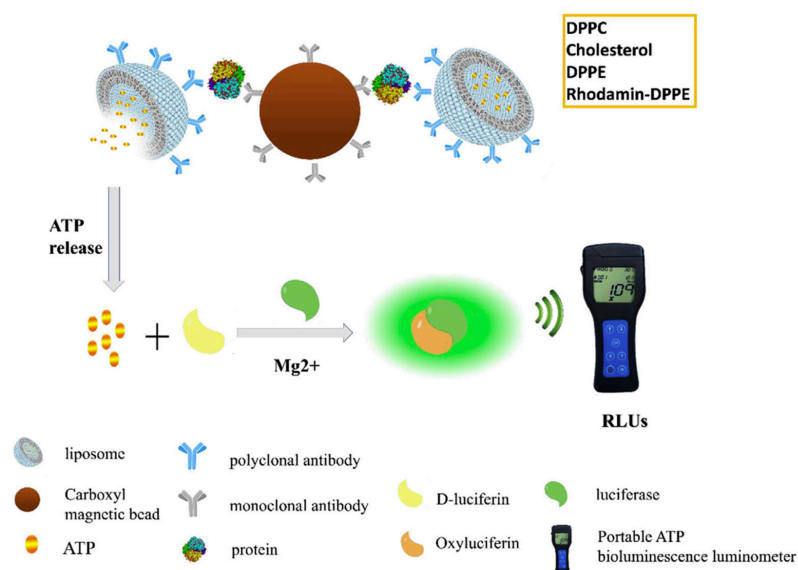 DPPC
Cholesterol
DPPE
Rhodamin-DPPE
ATP
release
Mg2+
109
RLUs
liposome
polyclonal antibody
Carboxyl
magnetic bead
monoclonal antibody
D-luciferin
luciferase
ATP
protein
Oxyluciferin
Portable ATP
bioluminescence luminometer